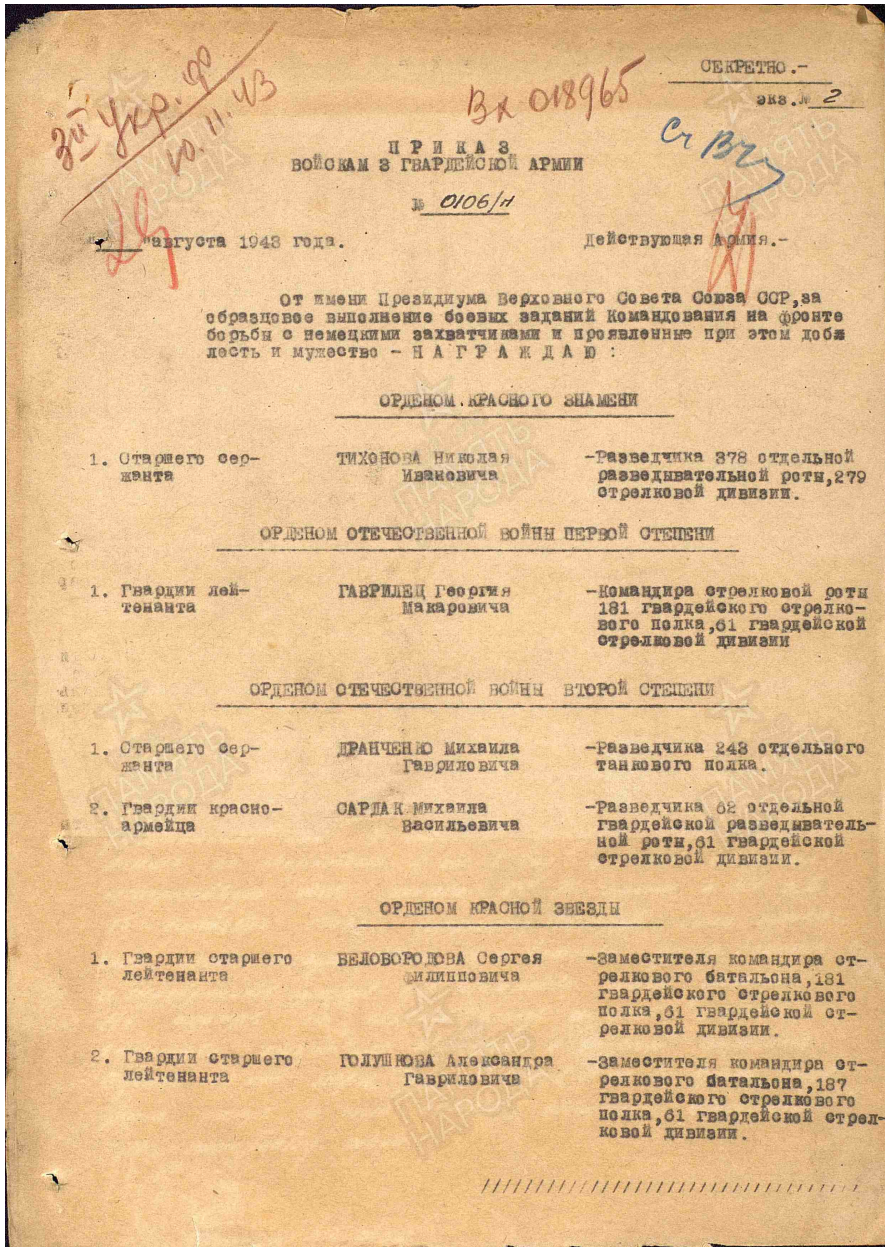 СЕКРЕТНО.-
экз.№ 2
3й Укр. Ф
10.11.43
Вх 018965
П Р И К А З
ВОЙСКАМ 3 ГВАРДЕЙСКОЙ АРМИИ
№ 0106/н
"августа 1943 года.
Действующая Армия.-
От имени Президиума Верховного Совета Союза ССР,за
образцовое выполнение боевых заданий Командования на фронте
борьбы с немецкими захватчиками и проявленные при этом доб
лесть и мужество - Н А Г Р А Ж Д А Ю :
ОРДЕНОМ КРАСНОГО ЗНАМЕНИ
1. Старшего сер- ТИХОНОВА Николая -Разведчика 378 отдельной
жанта Ивановича разведывательной роты,279
стрелковой дивизии.
ОРДЕНОМ ОТЕЧЕСТВЕННОЙ ВОЙНЫ ПЕРВОЙ СТЕПЕНИ
1. Гвардии лей- ГАВРИЛЕЦ Георгия -Командира стрелковой роты
тенанта Макаровича 181 гвардейского стрелко-
вого полка,61 гвардейской
стрелковой дивизии
ОРДЕНОМ ОТЕЧЕСТВЕННОЙ ВОЙНЫ ВТОРОЙ СТЕПЕНИ
1. Старшего сер- ДРАНЧЕНКО Михаила -Разведчика 243 отдельного
жанта Гавриловича танкового полка.
2. Гвардии красно- САРДАК Михаила -Разведчика 62 отдельной
армейца Васильевича гвардейской разведыватель-
ной роты,61 гвардейской
стрелковой дивизии.
ОРДЕНОМ КРАСНОЙ ЗВЕЗДЫ
1. Гвардии старшего БЕЛОБОРОДОВА Сергея -Заместителя командира ст-
лейтенанта Филипповича релкового батальона,181
гвардейского стрелкового
полка,61 гвардейской ст-
релковой дивизии.
2. Гвардии старшего ГОЛУШКОВА Александра -Заместителя командира ст-
лейтенанта Гавриловича релкового батальона,187
гвардейского стрелкового
полка,61 гвардейской стрел-
ковой дивизии.
ПАМЯТЬ НАРОДА